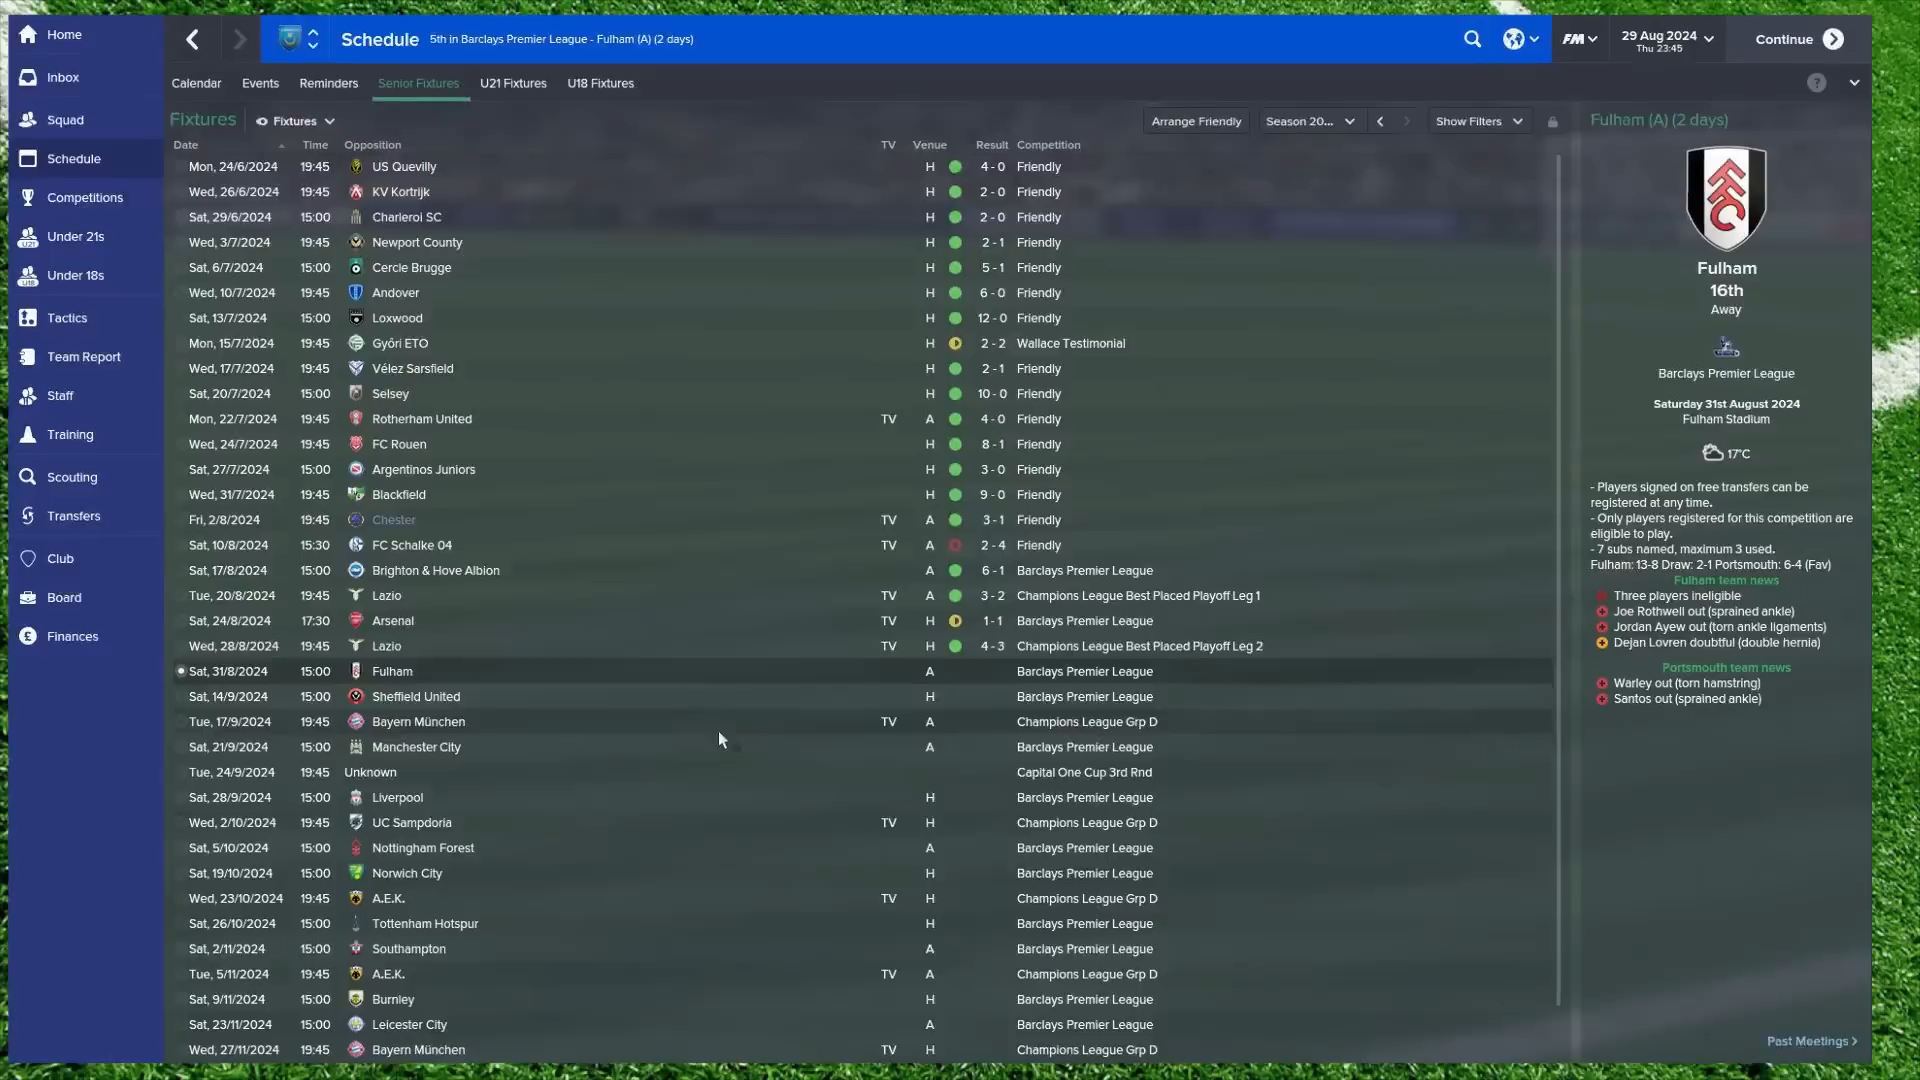 Home
Inbox
Squad
Schedule
Competitions
Under 21s
Under 18s
Tactics
Team Report
Staff
Training
Scouting
Transfers
Club
Board
Finances
Schedule 5th in Barclays Premier League - Fulham (A) (2 days)
FM
29 Aug 2024
Thu 23:45
Continue
Calendar Events Reminders Senior Fixtures U21 Fixtures U18 Fixtures
Fixtures Fixtures Arrange Friendly Season 20... Show Filters
Date Time Opposition TV Venue Result Competition
Mon, 24/6/2024 19:45 US Quevilly H 4 - 0 Friendly
Wed, 26/6/2024 19:45 KV Kortrijk H 2 - 0 Friendly
Sat, 29/6/2024 15:00 Charleroi SC H 2 - 0 Friendly
Wed, 3/7/2024 19:45 Newport County H 2 - 1 Friendly
Sat, 6/7/2024 15:00 Cercle Brugge H 5 - 1 Friendly
Wed, 10/7/2024 19:45 Andover H 6 - 0 Friendly
Sat, 13/7/2024 15:00 Loxwood H 12 - 0 Friendly
Mon, 15/7/2024 19:45 Győri ETO H 2 - 2 Wallace Testimonial
Wed, 17/7/2024 19:45 Vélez Sarsfield H 2 - 1 Friendly
Sat, 20/7/2024 15:00 Selsey H 10 - 0 Friendly
Mon, 22/7/2024 19:45 Rotherham United TV A 4 - 0 Friendly
Wed, 24/7/2024 19:45 FC Rouen H 8 - 1 Friendly
Sat, 27/7/2024 15:00 Argentinos Juniors H 3 - 0 Friendly
Wed, 31/7/2024 19:45 Blackfield H 9 - 0 Friendly
Fri, 2/8/2024 19:45 Chester TV A 3 - 1 Friendly
Sat, 10/8/2024 15:30 FC Schalke 04 TV A 2 - 4 Friendly
Sat, 17/8/2024 15:00 Brighton & Hove Albion A 6 - 1 Barclays Premier League
Tue, 20/8/2024 19:45 Lazio TV A 3 - 2 Champions League Best Placed Playoff Leg 1
Sat, 24/8/2024 17:30 Arsenal TV H 1 - 1 Barclays Premier League
Wed, 28/8/2024 19:45 Lazio TV H 4 - 3 Champions League Best Placed Playoff Leg 2
Sat, 31/8/2024 15:00 Fulham A Barclays Premier League
Sat, 14/9/2024 15:00 Sheffield United H Barclays Premier League
Tue, 17/9/2024 19:45 Bayern München TV A Champions League Grp D
Sat, 21/9/2024 15:00 Manchester City A Barclays Premier League
Tue, 24/9/2024 19:45 Unknown Capital One Cup 3rd Rnd
Sat, 28/9/2024 15:00 Liverpool H Barclays Premier League
Wed, 2/10/2024 19:45 UC Sampdoria TV H Champions League Grp D
Sat, 5/10/2024 15:00 Nottingham Forest A Barclays Premier League
Sat, 19/10/2024 15:00 Norwich City H Barclays Premier League
Wed, 23/10/2024 19:45 A.E.K. TV H Champions League Grp D
Sat, 26/10/2024 15:00 Tottenham Hotspur H Barclays Premier League
Sat, 2/11/2024 15:00 Southampton A Barclays Premier League
Tue, 5/11/2024 19:45 A.E.K. TV A Champions League Grp D
Sat, 9/11/2024 15:00 Burnley H Barclays Premier League
Sat, 23/11/2024 15:00 Leicester City A Barclays Premier League
Wed, 27/11/2024 19:45 Bayern München TV H Champions League Grp D
Fulham (A) (2 days)
FFC
Fulham
16th
Away
Barclays Premier League
Saturday 31st August 2024
Fulham Stadium
17°C
- Players signed on free transfers can be
registered at any time.
- Only players registered for this competition are
eligible to play.
- 7 subs named, maximum 3 used.
Fulham: 13-8 Draw: 2-1 Portsmouth: 6-4 (Fav)
Fulham team news
Three players ineligible
Joe Rothwell out (sprained ankle)
Jordan Ayew out (torn ankle ligaments)
Dejan Lovren doubtful (double hernia)
Portsmouth team news
Warley out (torn hamstring)
Santos out (sprained ankle)
Past Meetings >